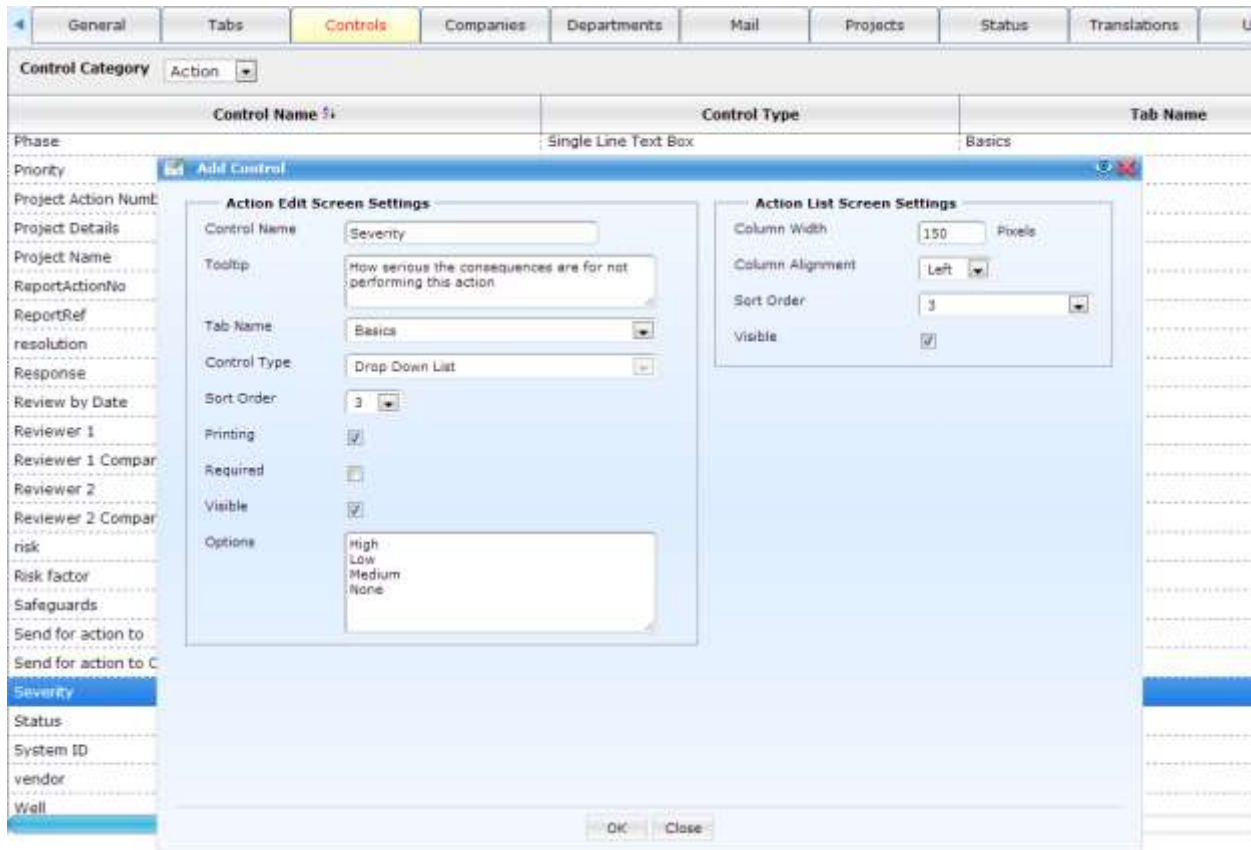 General Tabs Controls Companies Departments Mail Projects Status Translations
Control Category Action
Control Name Control Type Tab Name
Phase Single Line Text Box Basics
Priority
Add Control
Project Action Numb
Project Details
Project Name
ReportActionNo
ReportRef
resolution
Response
Review by Date
Reviewer 1
Reviewer 1 Compar
Reviewer 2
Reviewer 2 Compar
risk
Risk factor
Safeguards
Send for action to
Send for action to C
Severity
Status
System ID
vendor
Well
Action Edit Screen Settings
Control Name Severity
Tooltip How serious the consequences are for not
performing this action
Tab Name Basics
Control Type Drop Down List
Sort Order 3
Printing
Required
Visible
Options High
Low
Medium
None
Action List Screen Settings
Column Width 150 Pixels
Column Alignment Left
Sort Order 3
Visible
OK Close